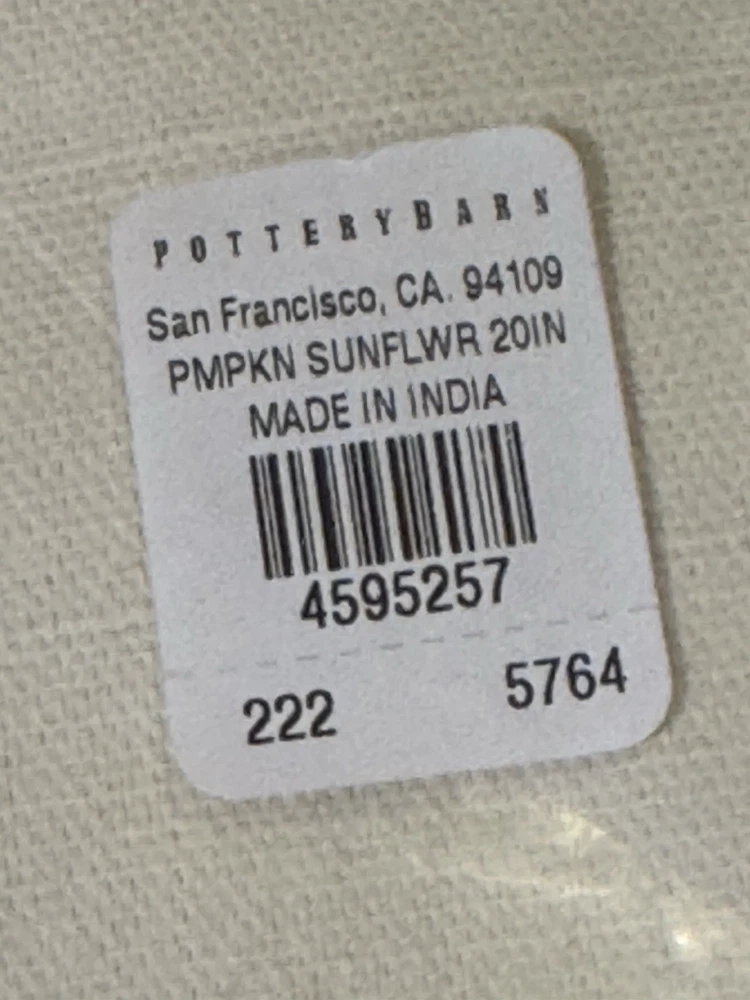 POTTERYBARN
San Francisco, CA. 94109
PMPKN SUNFLWR 20IN
MADE IN INDIA
4595257
222 5764